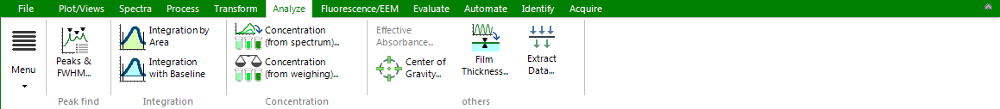 File Plot/Views Spectra Process Transform Analyze Fluorescence/EEM Evaluate Automate Identify Acquire
Menu
Peaks &
FWHM...
Peak find
Integration by
Area
Integration
with Baseline
Integration
Concentration
(from spectrum)...
Concentration
(from weighing)...
Concentration
Effective
Absorbance...
Center of
Gravity...
Film
Thickness...
Extract
Data...
others